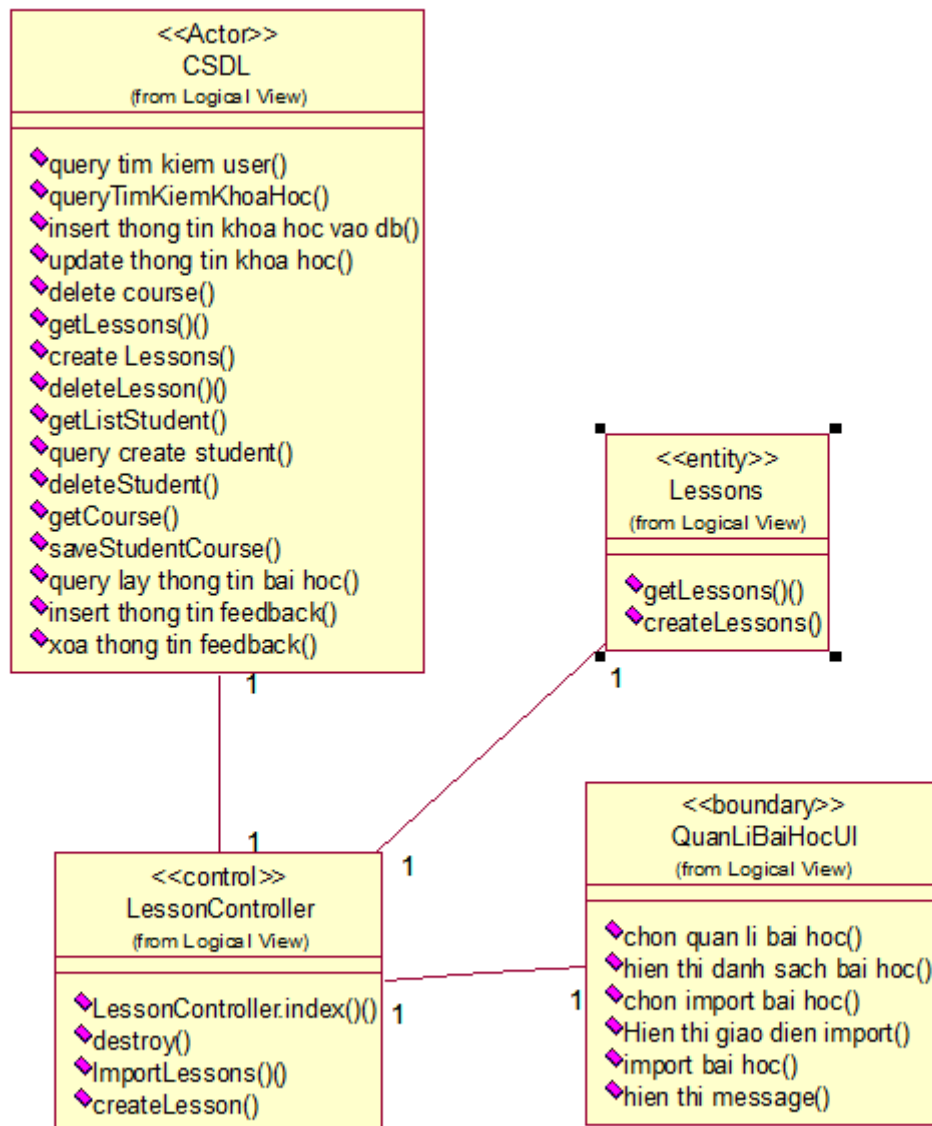 <<Actor>>
CSDL
(from Logical View)
query tim kiem user()
queryTimKiemKhoaHoc()
insert thong tin khoa hoc vao db()
update thong tin khoa hoc()
delete course()
getLessons()()
create Lessons()
deleteLesson()()
getListStudent()
query create student()
deleteStudent()
getCourse()
saveStudentCourse()
query lay thong tin bai hoc()
insert thong tin feedback()
xoa thong tin feedback()
1
<<entity>>
Lessons
(from Logical View)
getLessons()()
createLessons()
1
1
1
<<control>>
LessonController
(from Logical View)
LessonController.index()()
destroy()
ImportLessons()()
createLesson()
1
1
<<boundary>>
QuanLiBaiHocUI
(from Logical View)
chon quan li bai hoc()
hien thi danh sach bai hoc()
chon import bai hoc()
Hien thi giao dien import()
import bai hoc()
hien thi message()